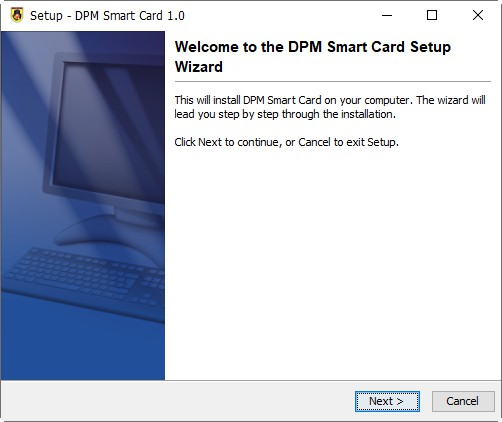 Setup - DPM Smart Card 1.0
Welcome to the DPM Smart Card Setup
Wizard
This will install DPM Smart Card on your computer. The wizard will
lead you step by step through the installation.
Click Next to continue, or Cancel to exit Setup.
Next >
Cancel